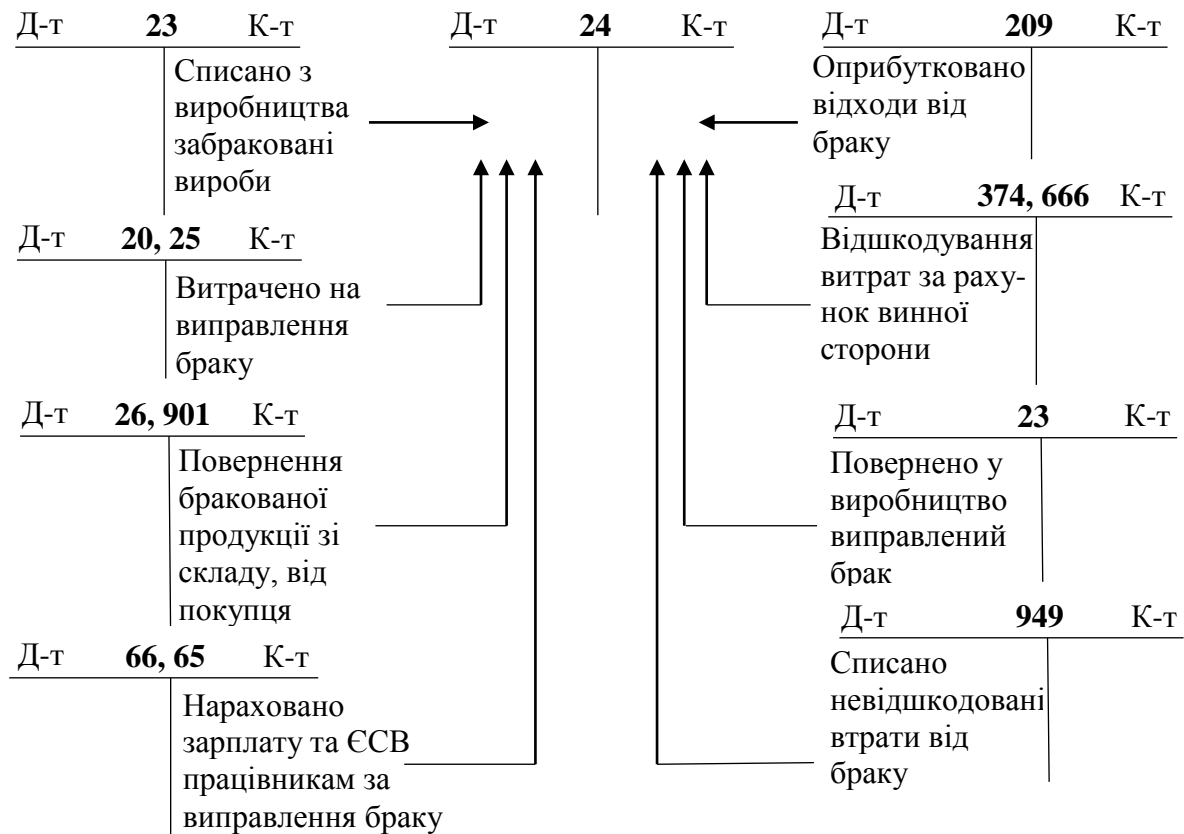 Д-т 23 К-т
Списано з
виробництва
забраковані
вироби
Д-т 20, 25 К-т
Витрачено на
виправлення
браку
Д-т 26, 901 К-т
Повернення
бракованої
продукції зі
складу, від
покупця
Д-т 66, 65 К-т
Нараховано
зарплату та ЄСВ
працівникам за
виправлення браку
Д-т 24 К-т
Д-т 209 К-т
Оприбутковано
відходи від
браку
Д-т 374, 666 К-т
Відшкодування
витрат за раху-
нок винної
сторони
Д-т 23 К-т
Повернено у
виробництво
виправлений
брак
Д-т 949 К-т
Списано
невідшкодовані
втрати від
браку